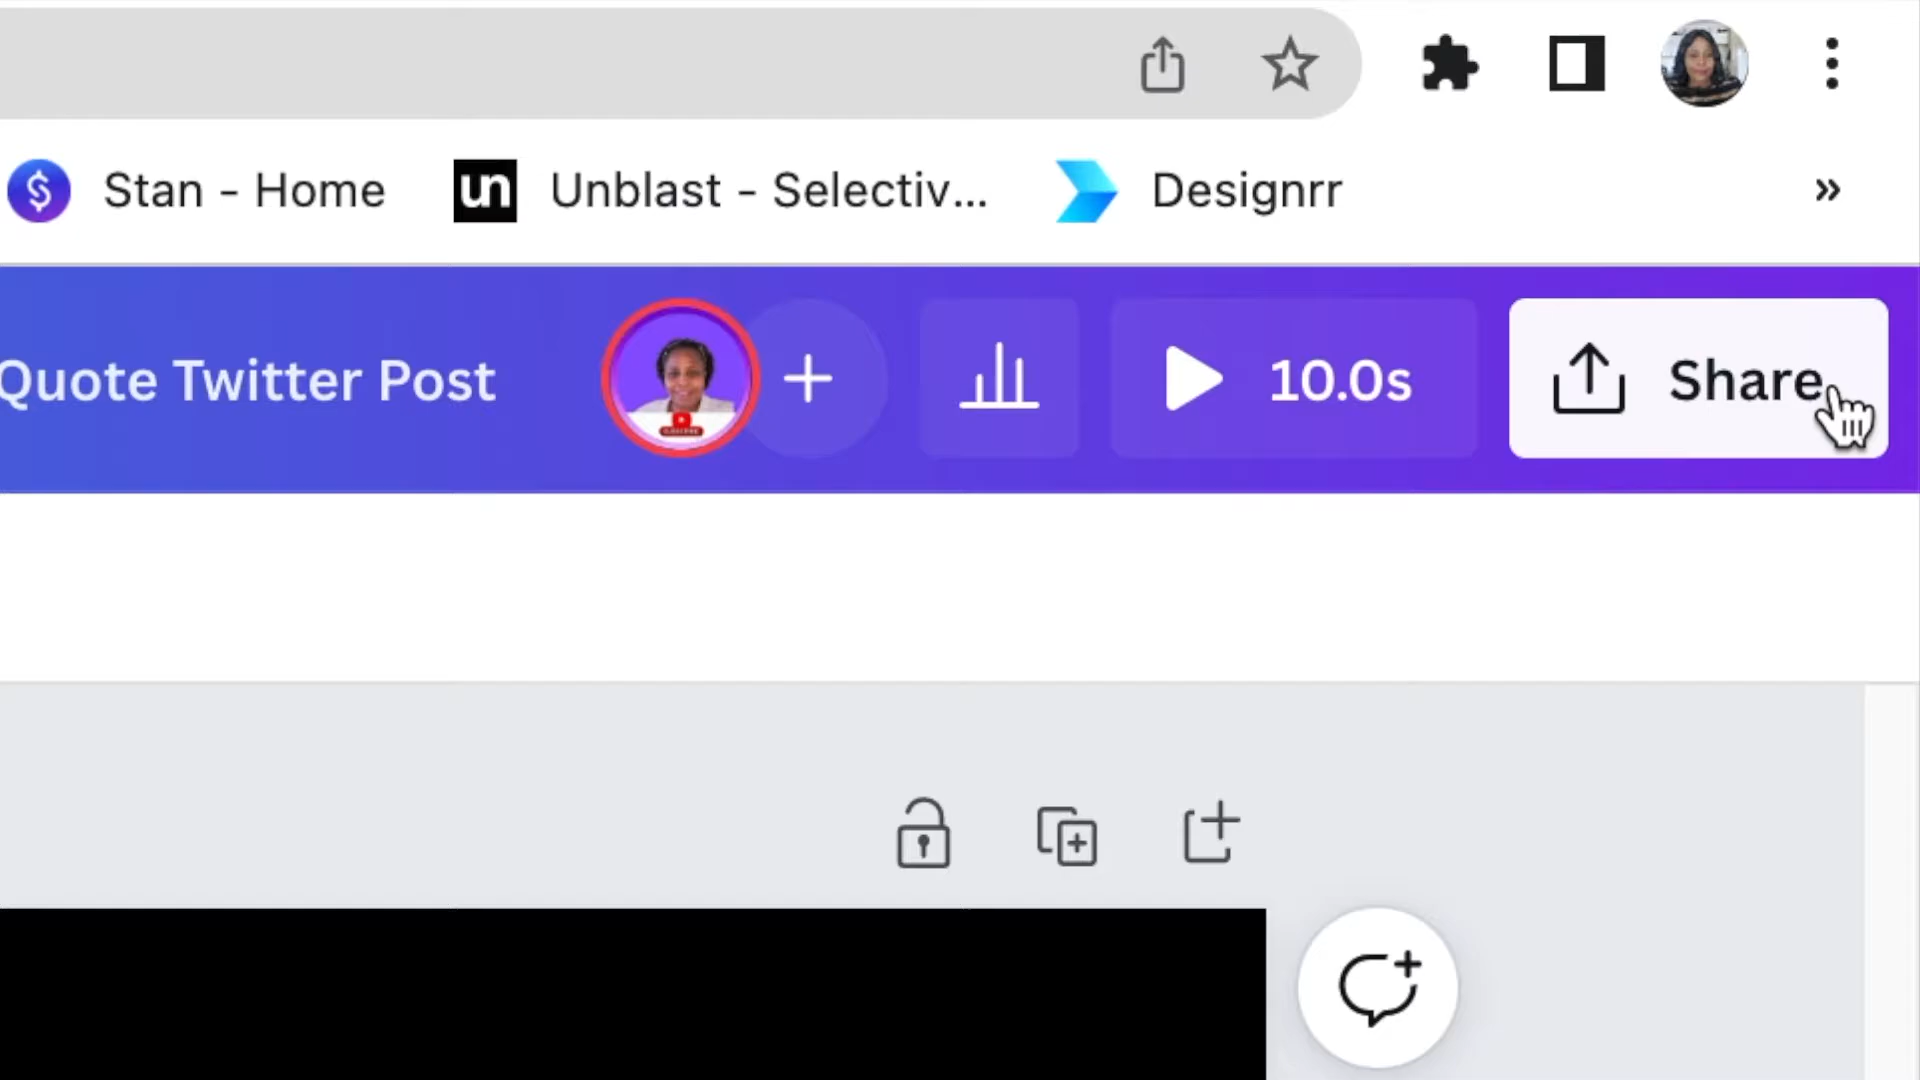 Stan - Home
un
Unblast - Selectiv...
Designrr
Quote Twitter Post
10.0s
Share